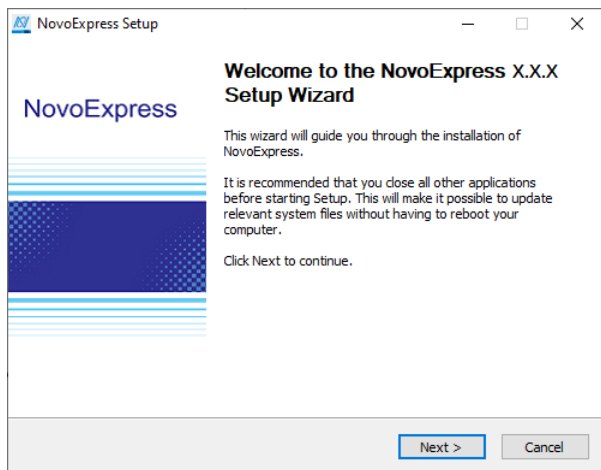 NovoExpress Setup
NovoExpress
Welcome to the NovoExpress X.X.X
Setup Wizard
This wizard will guide you through the installation of
NovoExpress.
It is recommended that you close all other applications
before starting Setup. This will make it possible to update
relevant system files without having to reboot your
computer.
Click Next to continue.
Next >
Cancel